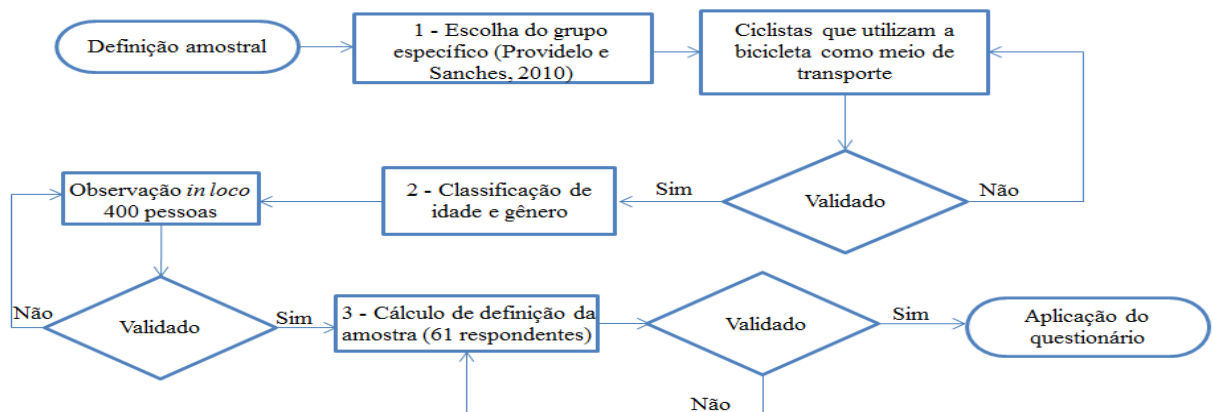 Definição amostral
1 - Escolha do grupo
específico (Providelo e
Sanches, 2010)
Ciclistas que utilizam a
bicicleta como meio de
transporte
Validado
Não
Sim
2 - Classificação de
idade e gênero
Observação in loco
400 pessoas
Validado
Não
Sim
3 - Cálculo de definição da
amostra (61 respondentes)
Validado
Não
Sim
Aplicação do
questionário